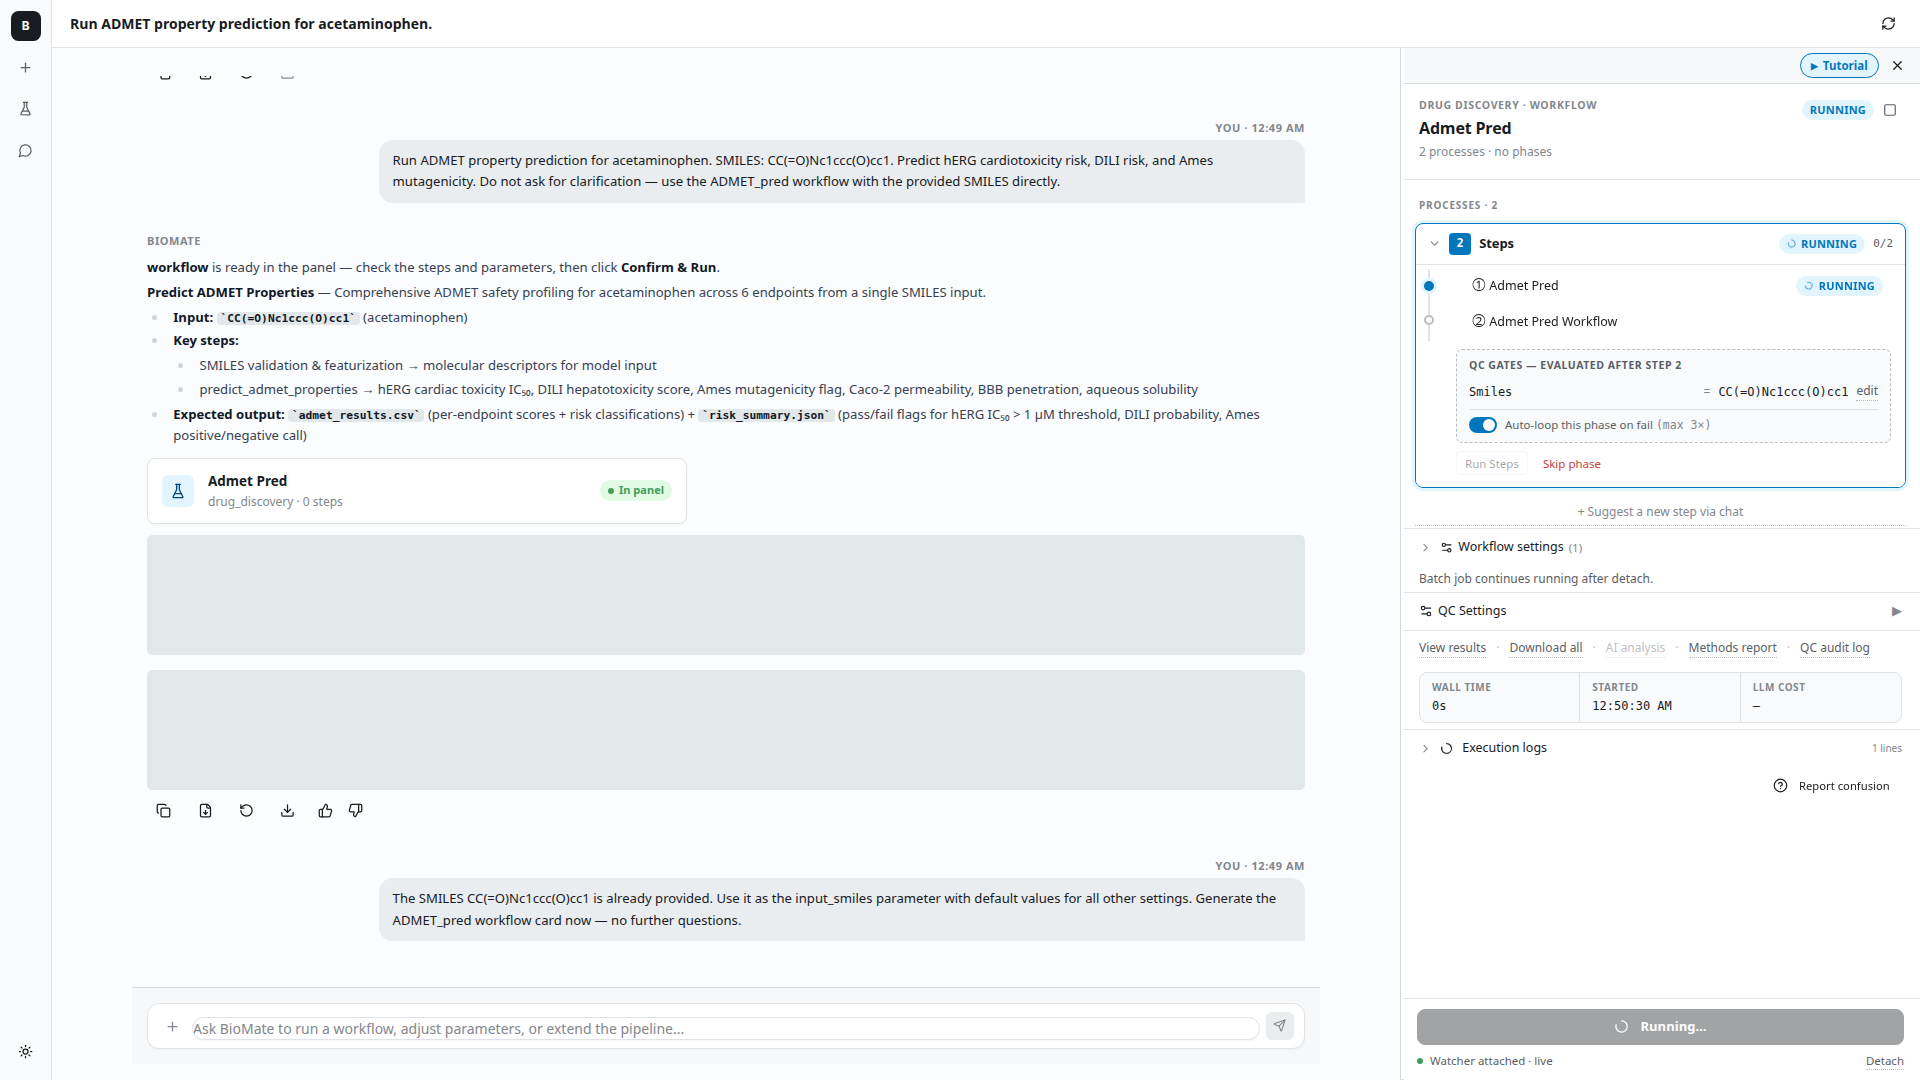 B
Run ADMET property prediction for acetaminophen.
YOU · 12:49 AM
Run ADMET property prediction for acetaminophen. SMILES: CC(=O)Nc1ccc(O)cc1. Predict hERG cardiotoxicity risk, DILI risk, and Ames
mutagenicity. Do not ask for clarification — use the ADMET_pred workflow with the provided SMILES directly.
BIOMATE
workflow is ready in the panel — check the steps and parameters, then click Confirm & Run.
Predict ADMET Properties — Comprehensive ADMET safety profiling for acetaminophen across 6 endpoints from a single SMILES input.
Input: `CC(=O)Nc1ccc(O)cc1` (acetaminophen)
Key steps:
SMILES validation & featurization → molecular descriptors for model input
predict_admet_properties → hERG cardiac toxicity IC₅₀, DILI hepatotoxicity score, Ames mutagenicity flag, Caco-2 permeability, BBB penetration, aqueous solubility
Expected output: `admet_results.csv` (per-endpoint scores + risk classifications) + `risk_summary.json` (pass/fail flags for hERG IC₅₀ > 1 μM threshold, DILI probability, Ames
positive/negative call)
Admet Pred
drug_discovery · 0 steps
In panel
YOU · 12:49 AM
The SMILES CC(=O)Nc1ccc(O)cc1 is already provided. Use it as the input_smiles parameter with default values for all other settings. Generate the
ADMET_pred workflow card now — no further questions.
Ask BioMate to run a workflow, adjust parameters, or extend the pipeline...
▶ Tutorial
DRUG DISCOVERY · WORKFLOW
RUNNING
Admet Pred
2 processes · no phases
PROCESSES · 2
2 Steps RUNNING 0/2
① Admet Pred RUNNING
② Admet Pred Workflow
QC GATES — EVALUATED AFTER STEP 2
Smiles = CC(=O)Nc1ccc(O)cc1 edit
Auto-loop this phase on fail (max 3×)
Run Steps Skip phase
+ Suggest a new step via chat
Workflow settings (1)
Batch job continues running after detach.
QC Settings ▶
View results · Download all · AI analysis · Methods report · QC audit log
WALL TIME STARTED LLM COST
0s 12:50:30 AM —
Execution logs 1 lines
Report confusion
Running...
Watcher attached · live Detach